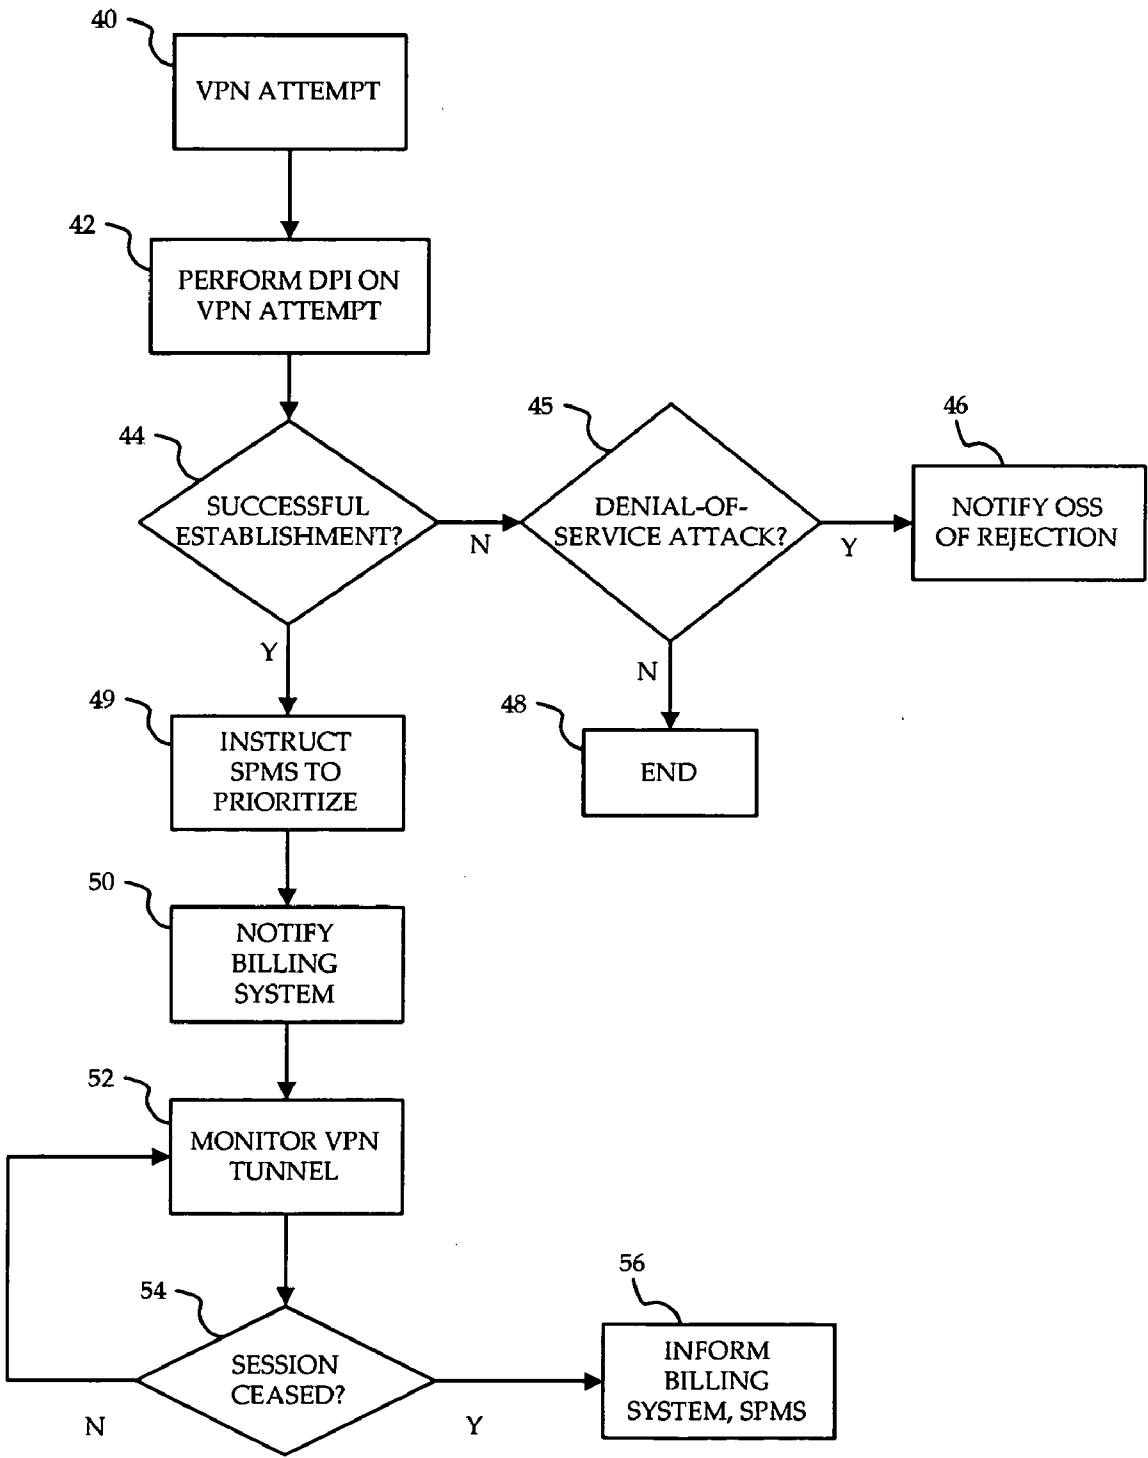 40
VPN ATTEMPT
42
PERFORM DPI ON
VPN ATTEMPT
44
SUCCESSFUL
ESTABLISHMENT?
N
45
DENIAL-OF-
SERVICE ATTACK?
Y
46
NOTIFY OSS
OF REJECTION
N
48
END
Y
49
INSTRUCT
SPMS TO
PRIORITIZE
50
NOTIFY
BILLING
SYSTEM
52
MONITOR VPN
TUNNEL
54
SESSION
CEASED?
N
Y
56
INFORM
BILLING
SYSTEM, SPMS